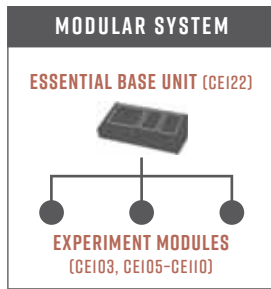 MODULAR SYSTEM
ESSENTIAL BASE UNIT (CE122)
EXPERIMENT MODULES
(CE103, CE105–CE110)